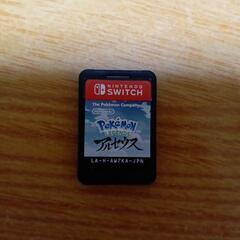 NINTENDO
SWITCH
The Pokémon Company
POKÉMON
アルセウス
LA-H-AW7KA-JPN